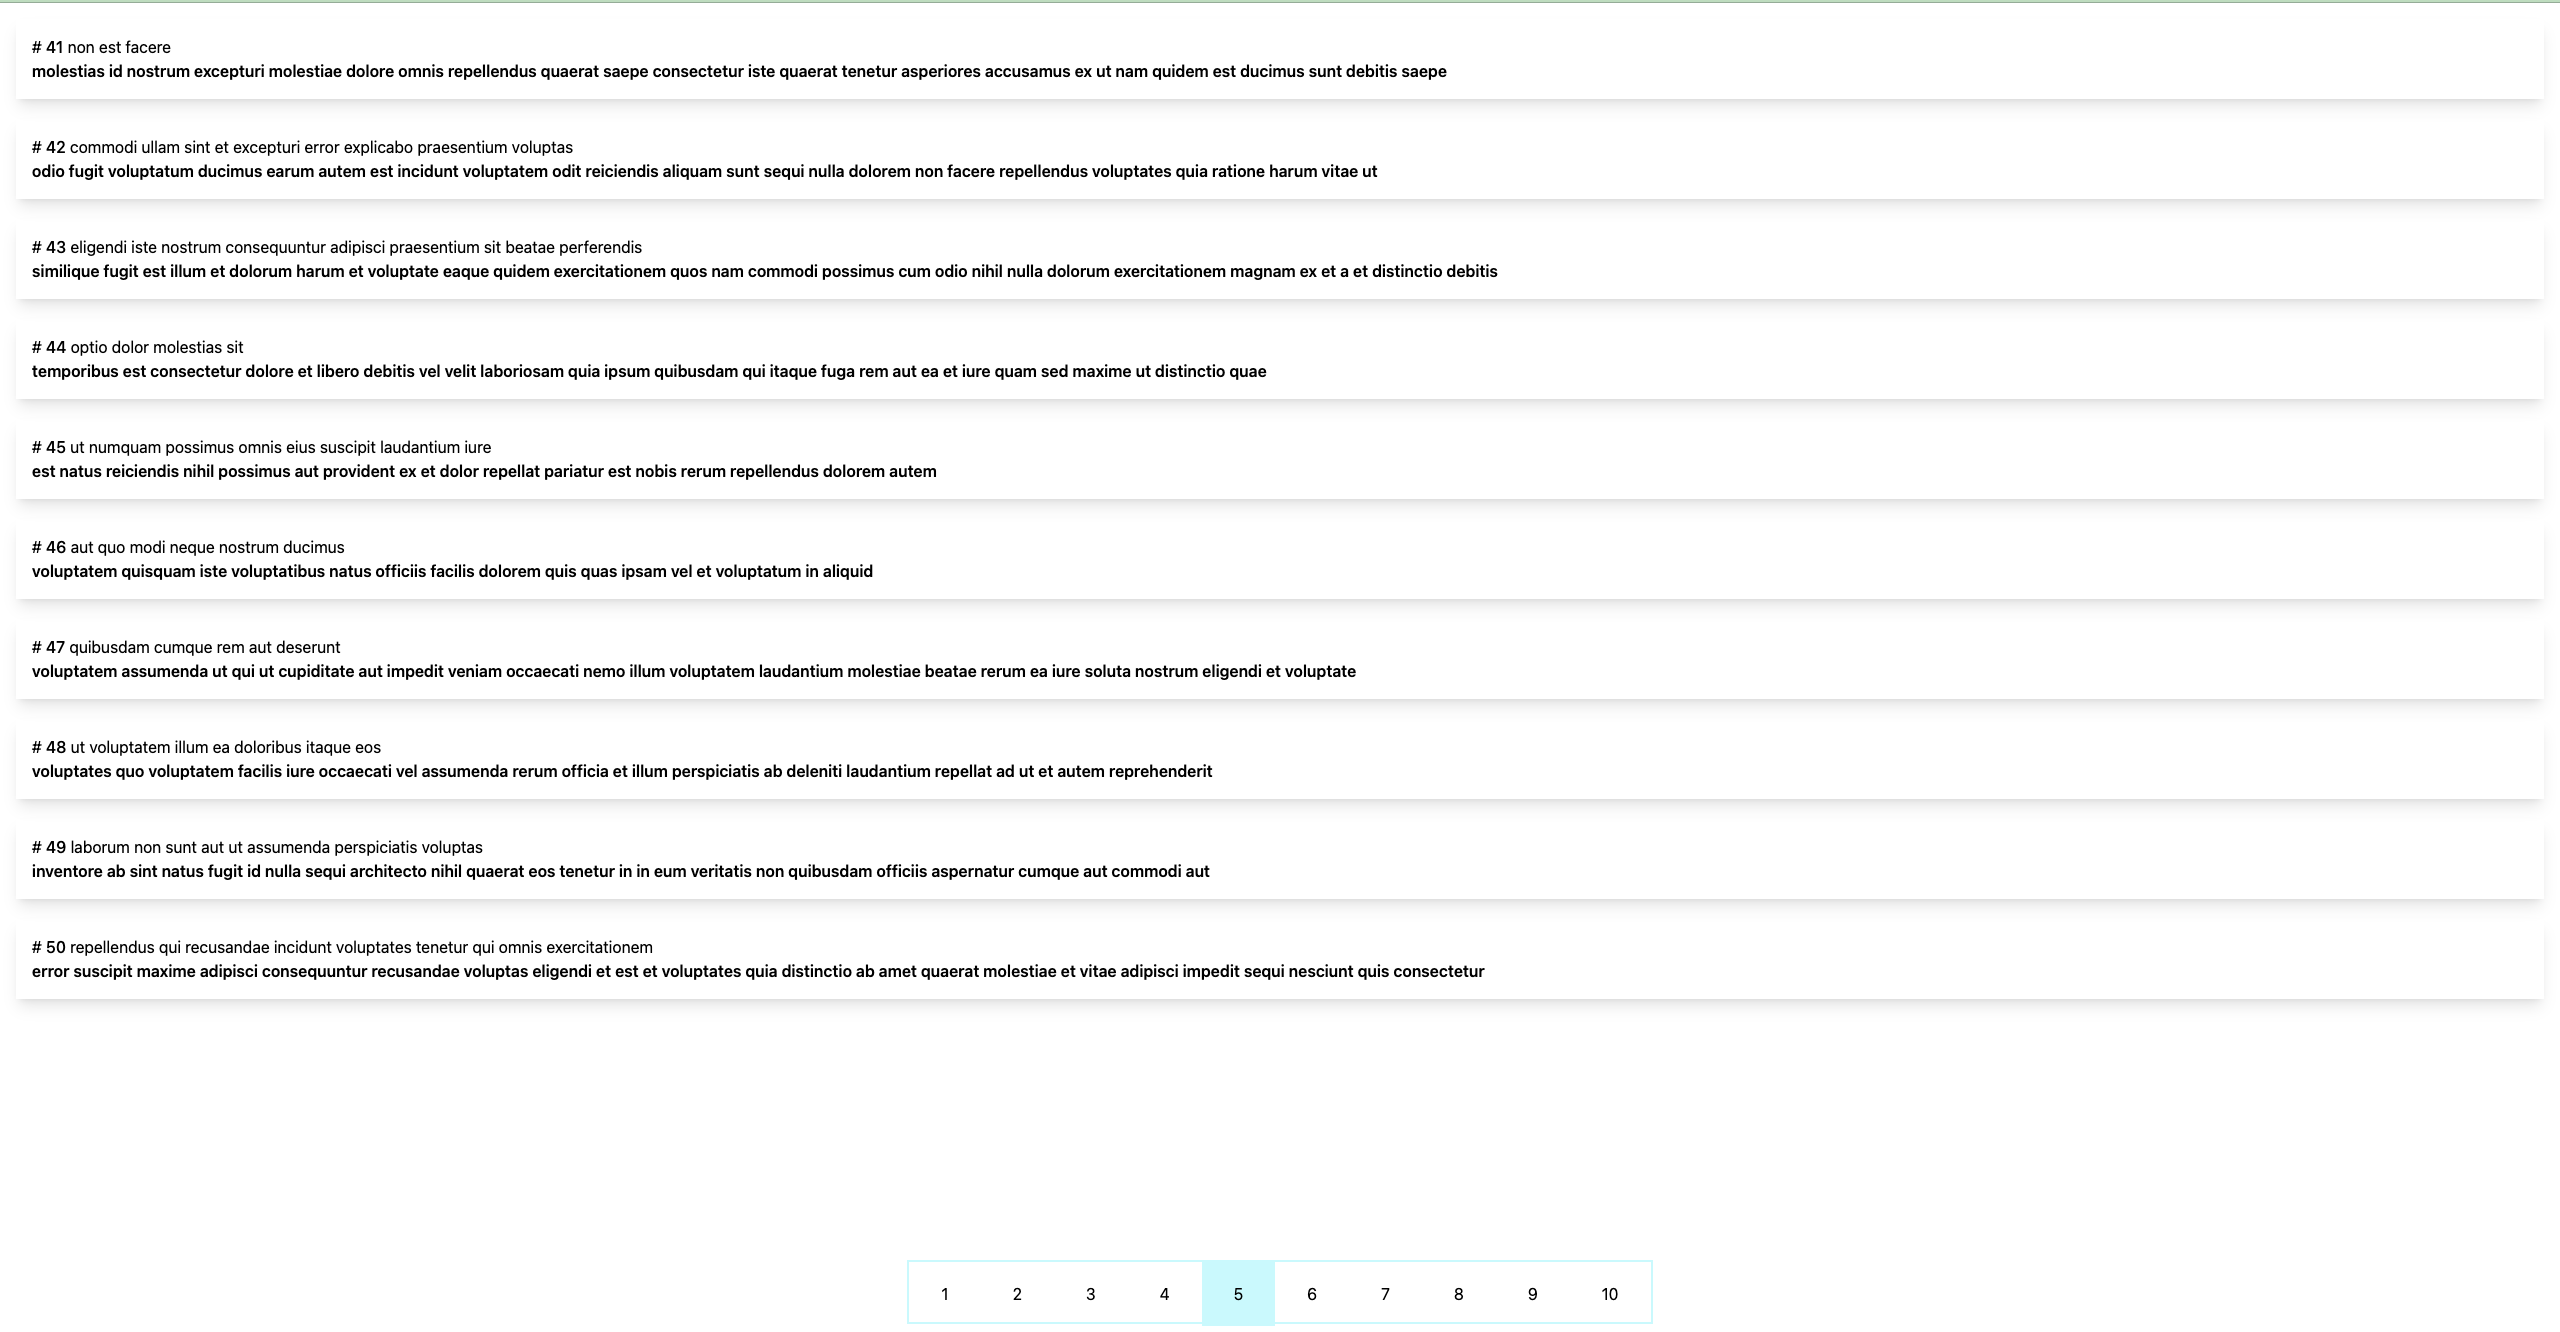 # 41 non est facere
molestias id nostrum excepturi molestiae dolore omnis repellendus quaerat saepe consectetur iste quaerat tenetur asperiores accusamus ex ut nam quidem est ducimus sunt debitis saepe
# 42 commodi ullam sint et excepturi error explicabo praesentium voluptas
odio fugit voluptatum ducimus earum autem est incidunt voluptatem odit reiciendis aliquam sunt sequi nulla dolorem non facere repellendus voluptates quia ratione harum vitae ut
# 43 eligendi iste nostrum consequuntur adipisci praesentium sit beatae perferendis
similique fugit est illum et dolorum harum et voluptate eaque quidem exercitationem quos nam commodi possimus cum odio nihil nulla dolorum exercitationem magnam ex et a et distinctio debitis
# 44 optio dolor molestias sit
temporibus est consectetur dolore et libero debitis vel velit laboriosam quia ipsum quibusdam qui itaque fuga rem aut ea et iure quam sed maxime ut distinctio quae
# 45 ut numquam possimus omnis eius suscipit laudantium iure
est natus reiciendis nihil possimus aut provident ex et dolor repellat pariatur est nobis rerum repellendus dolorem autem
# 46 aut quo modi neque nostrum ducimus
voluptatem quisquam iste voluptatibus natus officiis facilis dolorem quis quas ipsam vel et voluptatum in aliquid
# 47 quibusdam cumque rem aut deserunt
voluptatem assumenda ut qui ut cupiditate aut impedit veniam occaecati nemo illum voluptatem laudantium molestiae beatae rerum ea iure soluta nostrum eligendi et voluptate
# 48 ut voluptatem illum ea doloribus itaque eos
voluptates quo voluptatem facilis iure occaecati vel assumenda rerum officia et illum perspiciatis ab deleniti laudantium repellat ad ut et autem reprehenderit
# 49 laborum non sunt aut ut assumenda perspiciatis voluptas
inventore ab sint natus fugit id nulla sequi architecto nihil quaerat eos tenetur in in eum veritatis non quibusdam officiis aspernatur cumque aut commodi aut
# 50 repellendus qui recusandae incidunt voluptates tenetur qui omnis exercitationem
error suscipit maxime adipisci consequuntur recusandae voluptas eligendi et est et voluptates quia distinctio ab amet quaerat molestiae et vitae adipisci impedit sequi nesciunt quis consectetur
1 2 3 4 5 6 7 8 9 10